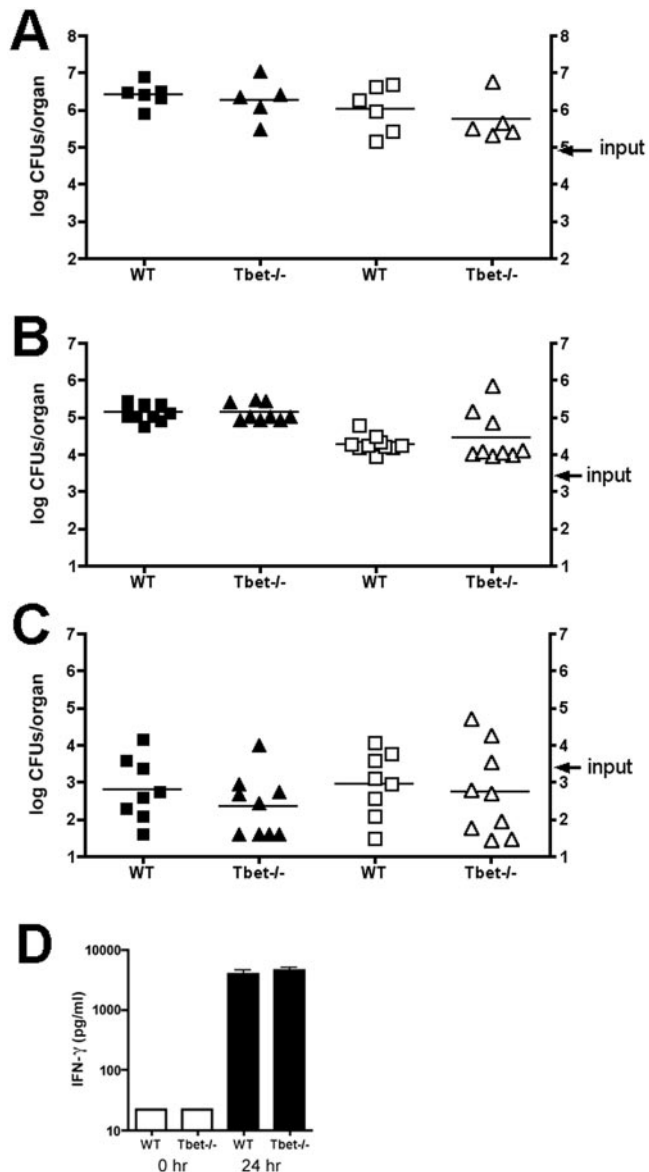 A
log CFUs/organ
8
7
6
5
4
3
2
8
7
6
5
4
3
2
input
WT Tbet-/- WT Tbet-/-
B
log CFUs/organ
7
6
5
4
3
2
1
7
6
5
4
3
2
1
input
WT Tbet-/- WT Tbet-/-
C
log CFUs/organ
7
6
5
4
3
2
1
7
6
5
4
3
2
1
input
WT Tbet-/- WT Tbet-/-
D
IFN-γ (pg/ml)
10000
1000
100
10
WT Tbet-/- WT Tbet-/-
0 hr 24 hr